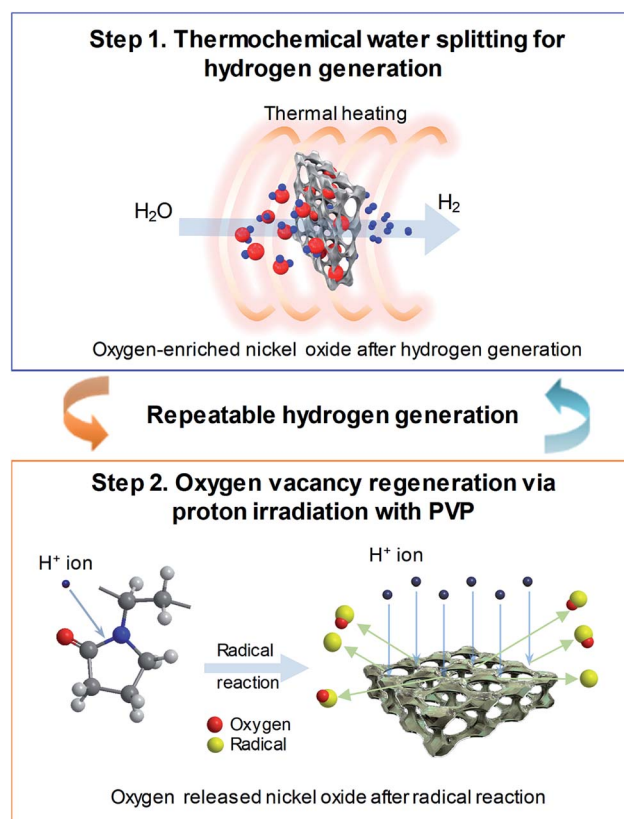 Step 1. Thermochemical water splitting for
hydrogen generation
Thermal heating
H₂O
H₂
Oxygen-enriched nickel oxide after hydrogen generation
Repeatable hydrogen generation
Step 2. Oxygen vacancy regeneration via
proton irradiation with PVP
H⁺ ion
H⁺ ion
Radical
reaction
Oxygen
Radical
Oxygen released nickel oxide after radical reaction